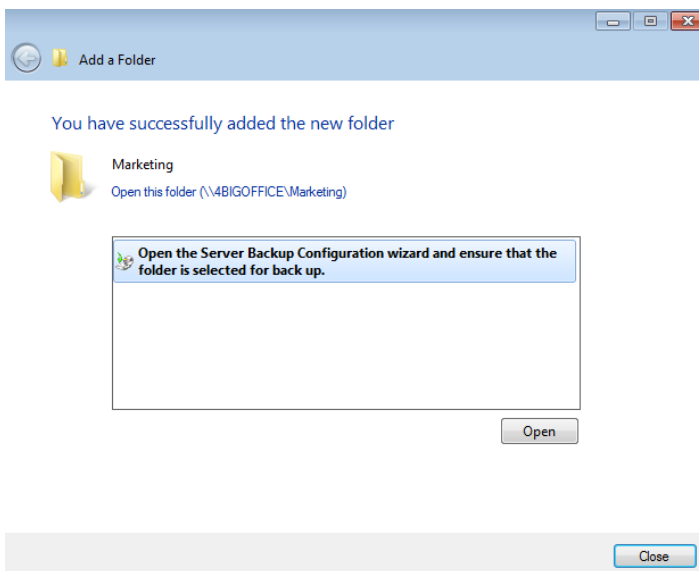 Add a Folder
You have successfully added the new folder
Marketing
Open this folder (\\4BIGOFFICE\Marketing)
Open the Server Backup Configuration wizard and ensure that the
folder is selected for back up.
Open
Close